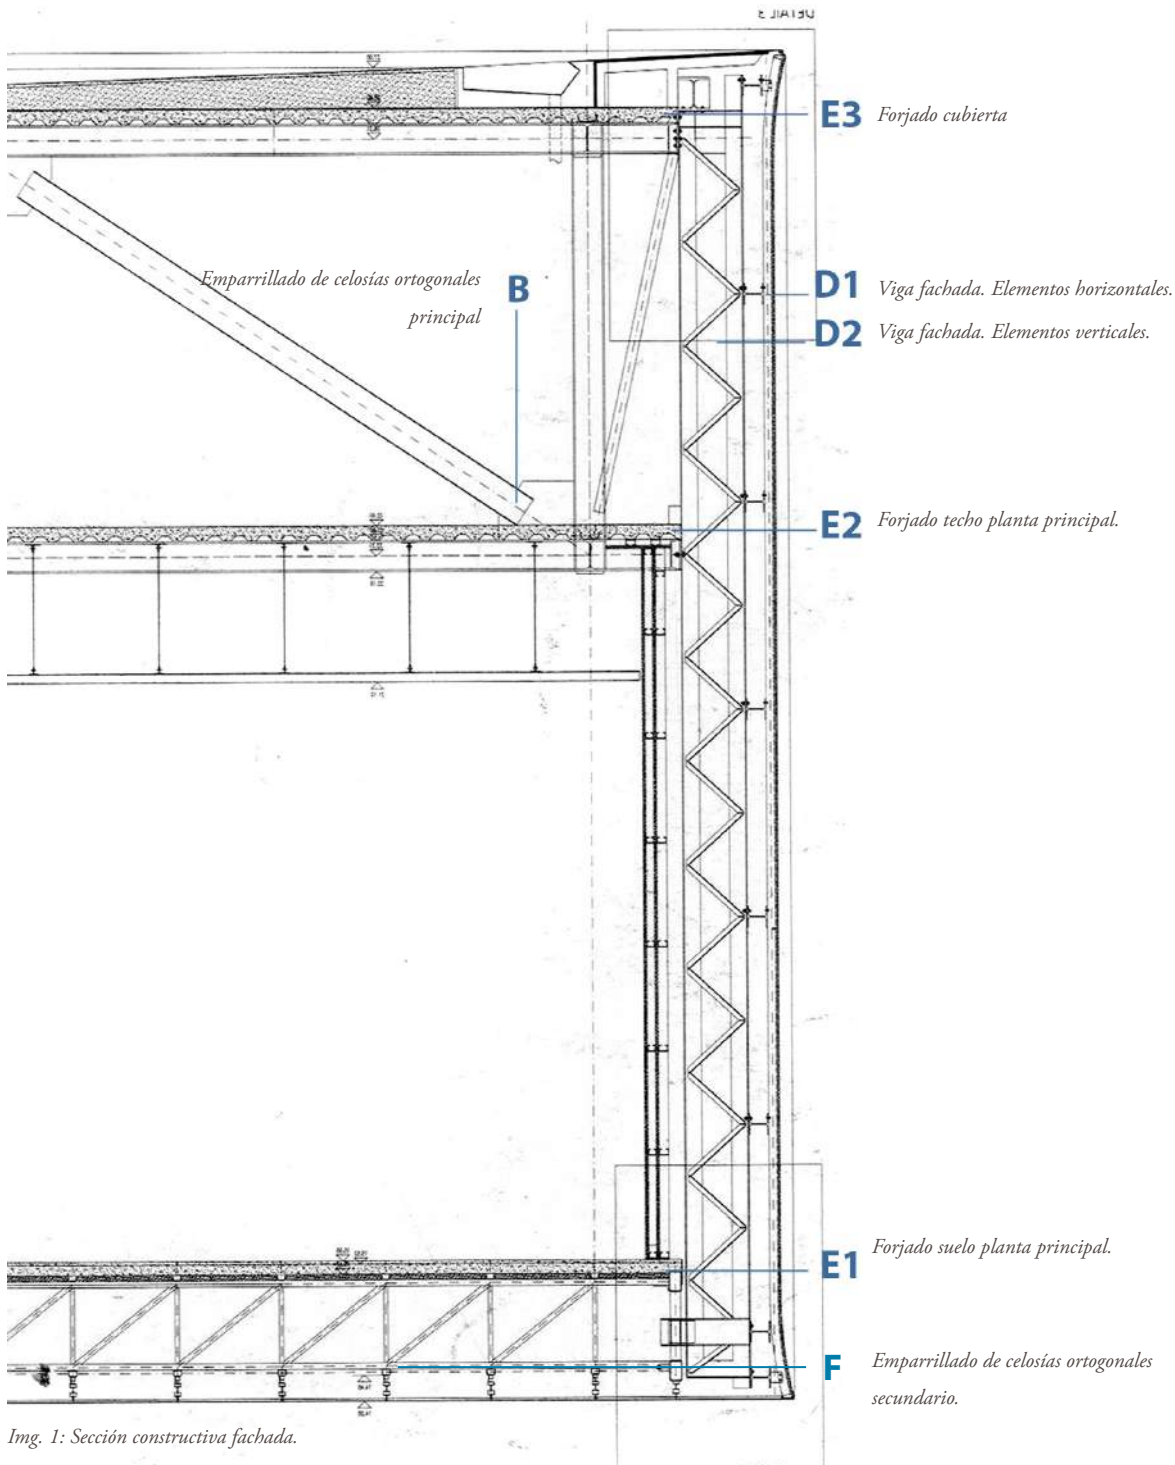 DETAILE 3
E3 Forjado cubierta
Emparrillado de celosías ortogonales
principal
B
D1 Viga fachada. Elementos horizontales.
D2 Viga fachada. Elementos verticales.
E2 Forjado techo planta principal.
E1 Forjado suelo planta principal.
F Emparrillado de celosías ortogonales
secundario.
Img. 1: Sección constructiva fachada.